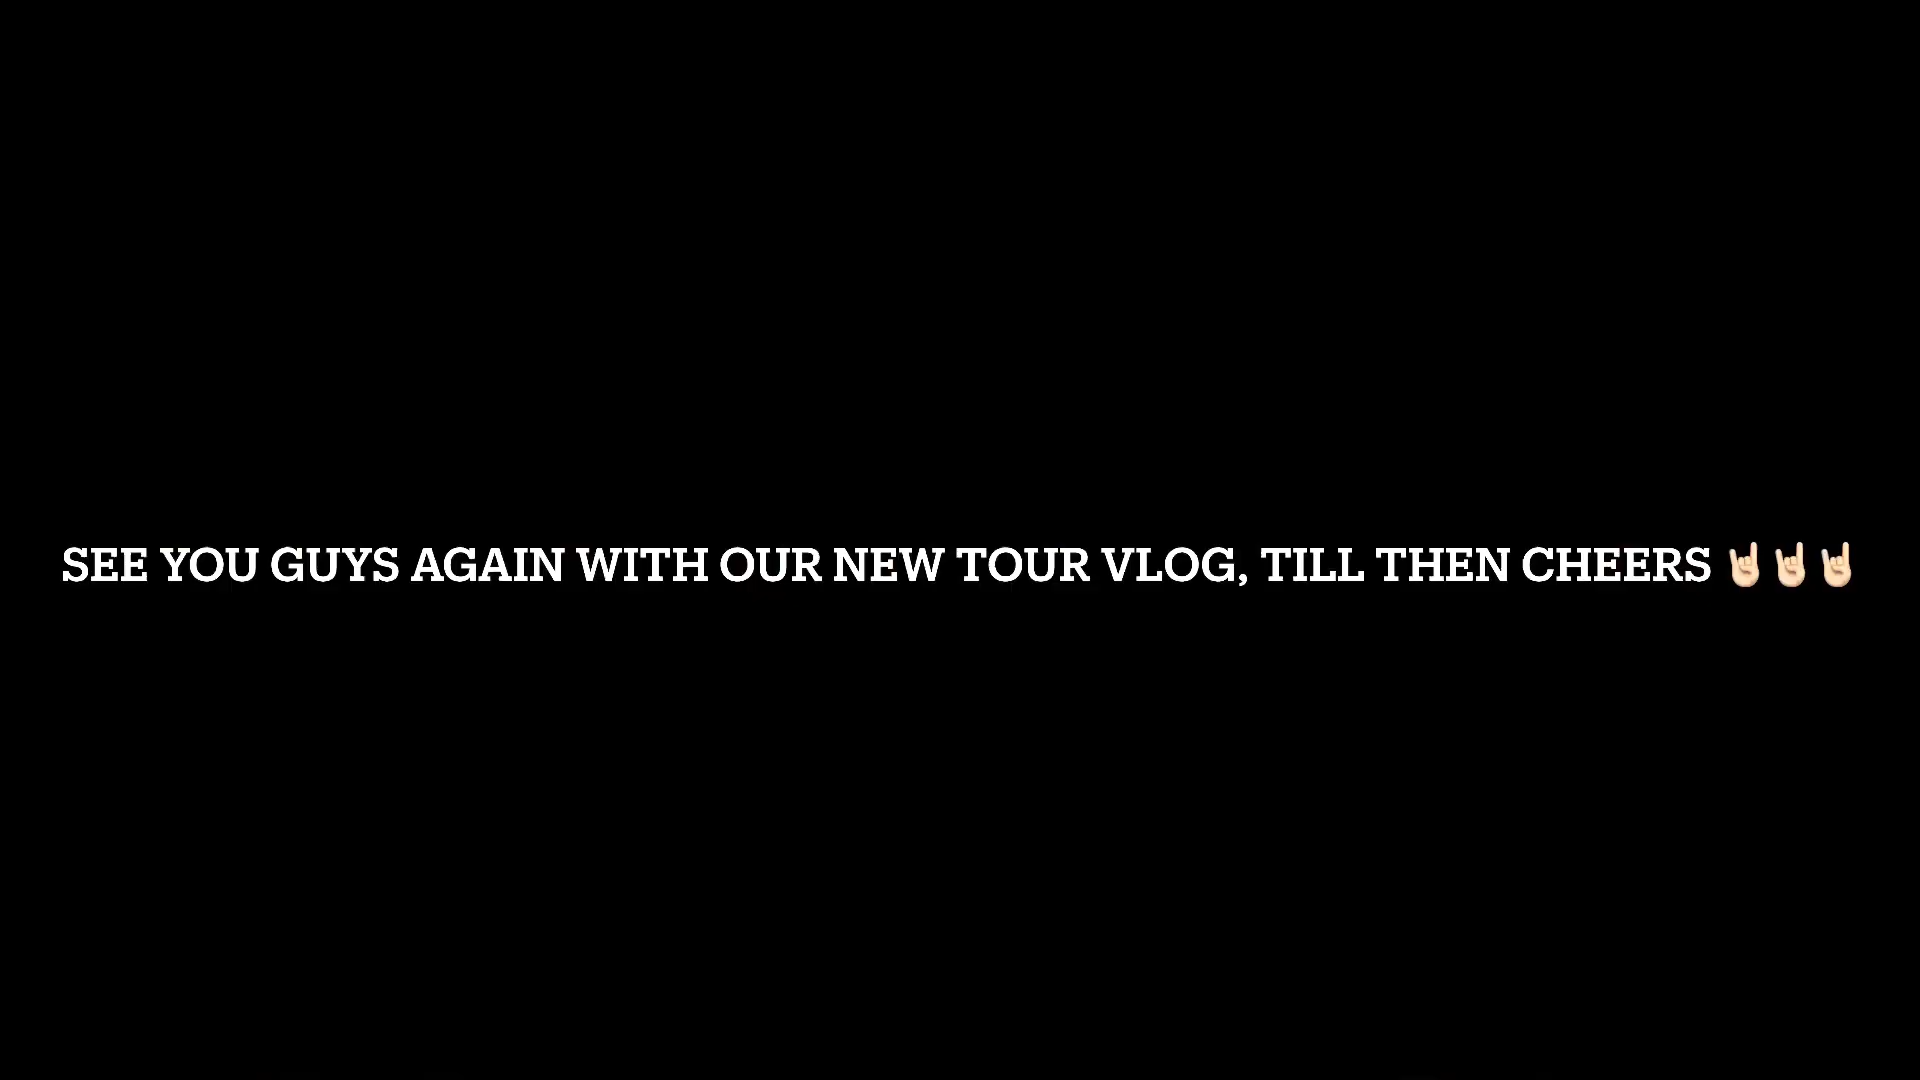 SEE YOU GUYS AGAIN WITH OUR NEW TOUR VLOG, TILL THEN CHEERS 🤘🏻🤘🏻🤘🏻